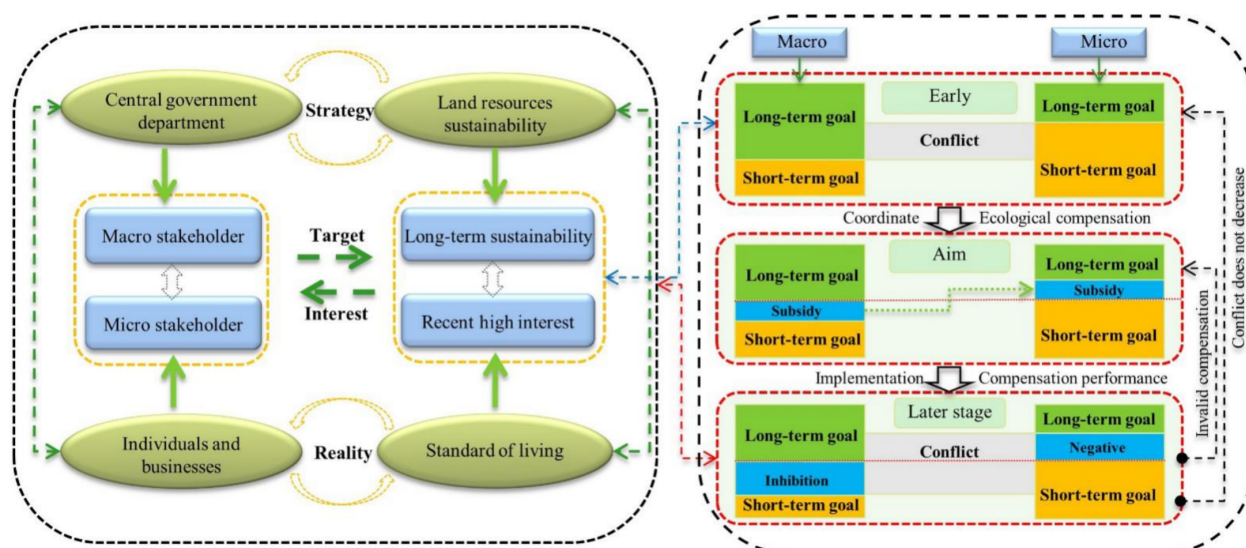 Central government
department
Strategy
Land resources
sustainability
Macro stakeholder
Micro stakeholder
Target
Interest
Long-term sustainability
Recent high interest
Individuals and
businesses
Reality
Standard of living
Macro
Micro
Long-term goal
Early
Long-term goal
Conflict
Short-term goal
Short-term goal
Coordinate
Ecological compensation
Long-term goal
Aim
Long-term goal
Subsidy
Subsidy
Short-term goal
Short-term goal
Implementation
Compensation performance
Long-term goal
Later stage
Long-term goal
Conflict
Negative
Inhibition
Short-term goal
Short-term goal
Invalid compensation
Conflict does not decrease